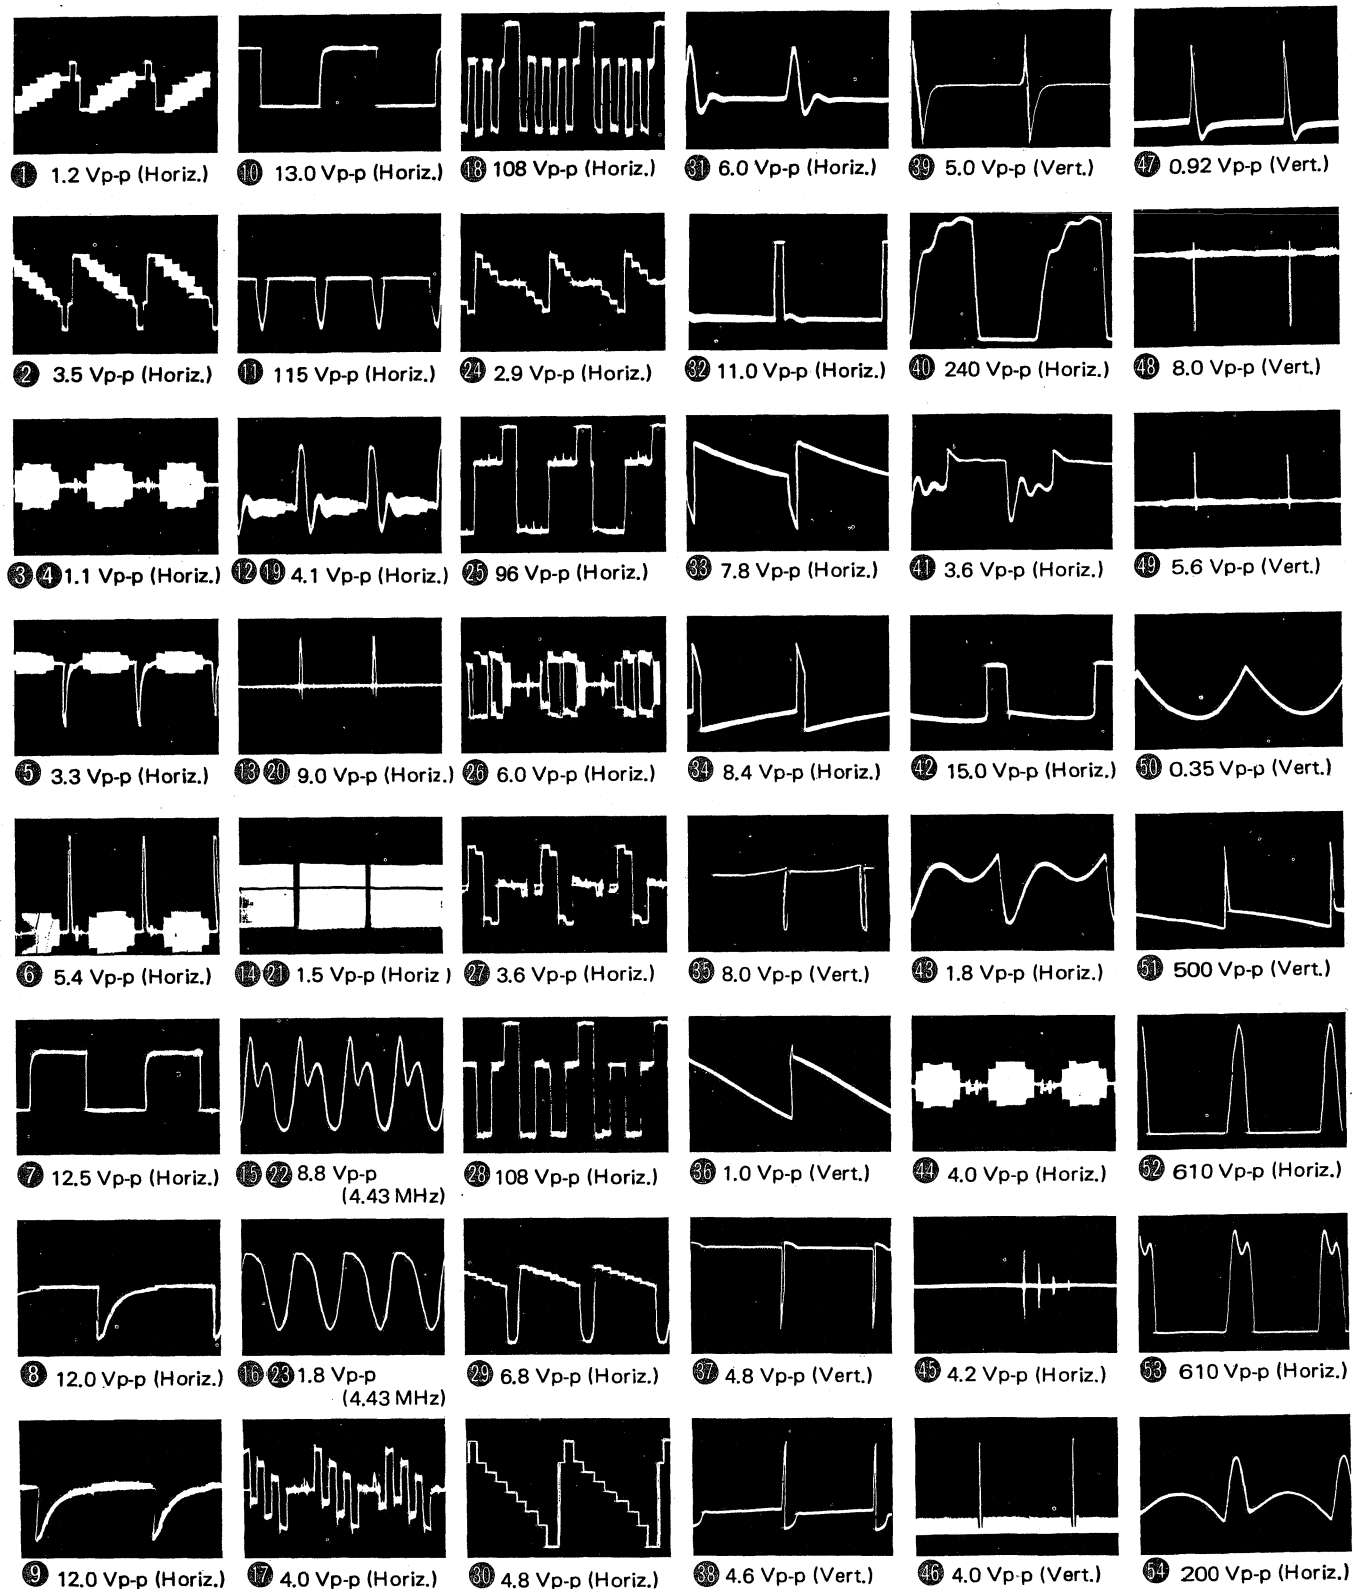 1 1.2 Vp-p (Horiz.)
10 13.0 Vp-p (Horiz.)
18 108 Vp-p (Horiz.)
31 6.0 Vp-p (Horiz.)
39 5.0 Vp-p (Vert.)
47 0.92 Vp-p (Vert.)
2 3.5 Vp-p (Horiz.)
11 115 Vp-p (Horiz.)
24 2.9 Vp-p (Horiz.)
32 11.0 Vp-p (Horiz.)
40 240 Vp-p (Horiz.)
48 8.0 Vp-p (Vert.)
3 4 1.1 Vp-p (Horiz.)
12 19 4.1 Vp-p (Horiz.)
25 96 Vp-p (Horiz.)
33 7.8 Vp-p (Horiz.)
41 3.6 Vp-p (Horiz.)
49 5.6 Vp-p (Vert.)
5 3.3 Vp-p (Horiz.)
13 20 9.0 Vp-p (Horiz.)
26 6.0 Vp-p (Horiz.)
34 8.4 Vp-p (Horiz.)
42 15.0 Vp-p (Horiz.)
50 0.35 Vp-p (Vert.)
6 5.4 Vp-p (Horiz.)
14 21 1.5 Vp-p (Horiz )
27 3.6 Vp-p (Horiz.)
35 8.0 Vp-p (Vert.)
43 1.8 Vp-p (Horiz.)
51 500 Vp-p (Vert.)
7 12.5 Vp-p (Horiz.)
15 22 8.8 Vp-p
(4.43 MHz)
28 108 Vp-p (Horiz.)
36 1.0 Vp-p (Vert.)
44 4.0 Vp-p (Horiz.)
52 610 Vp-p (Horiz.)
8 12.0 Vp-p (Horiz.)
16 23 1.8 Vp-p
(4.43 MHz)
29 6.8 Vp-p (Horiz.)
37 4.8 Vp-p (Vert.)
45 4.2 Vp-p (Horiz.)
53 610 Vp-p (Horiz.)
9 12.0 Vp-p (Horiz.)
17 4.0 Vp-p (Horiz.)
30 4.8 Vp-p (Horiz.)
38 4.6 Vp-p (Vert.)
46 4.0 Vp-p (Vert.)
54 200 Vp-p (Horiz.)